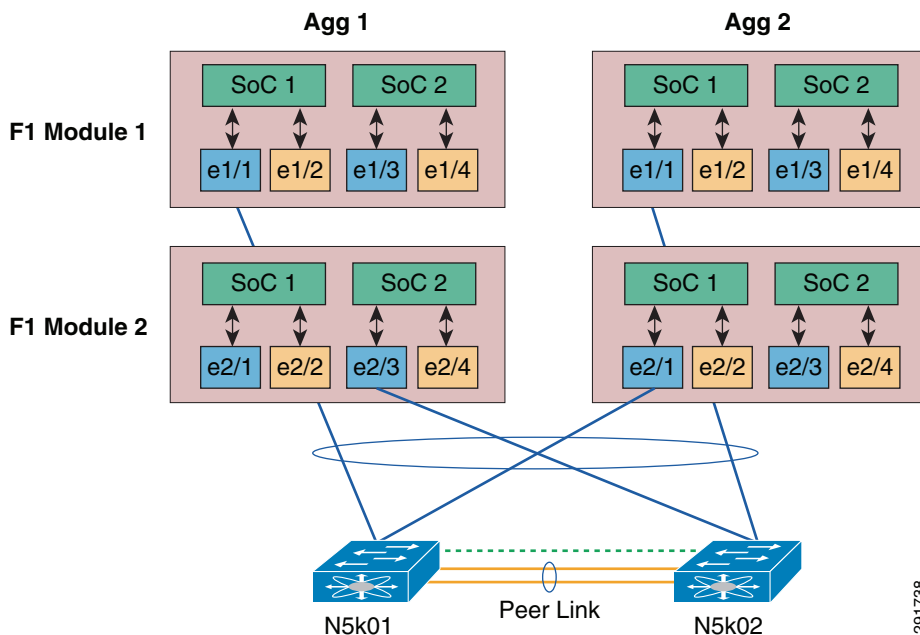 Agg 1
Agg 2
F1 Module 1
SoC 1
SoC 2
e1/1
e1/2
e1/3
e1/4
SoC 1
SoC 2
e1/1
e1/2
e1/3
e1/4
F1 Module 2
SoC 1
SoC 2
e2/1
e2/2
e2/3
e2/4
SoC 1
SoC 2
e2/1
e2/2
e2/3
e2/4
Peer Link
N5k01
N5k02
291738